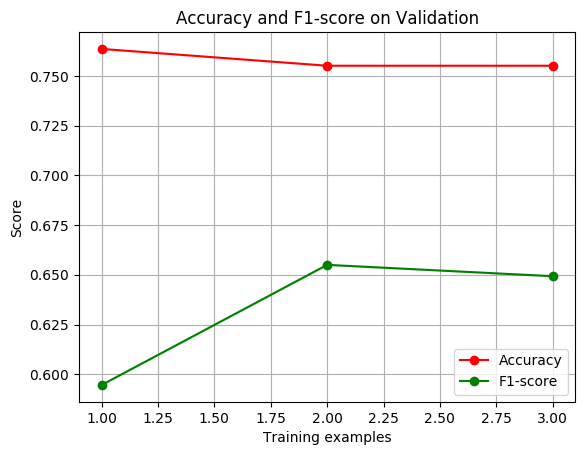 Accuracy and F1-score on Validation
Score
0.750
0.725
0.700
0.675
0.650
0.625
0.600
1.00 1.25 1.50 1.75 2.00 2.25 2.50 2.75 3.00
Training examples
Accuracy
F1-score